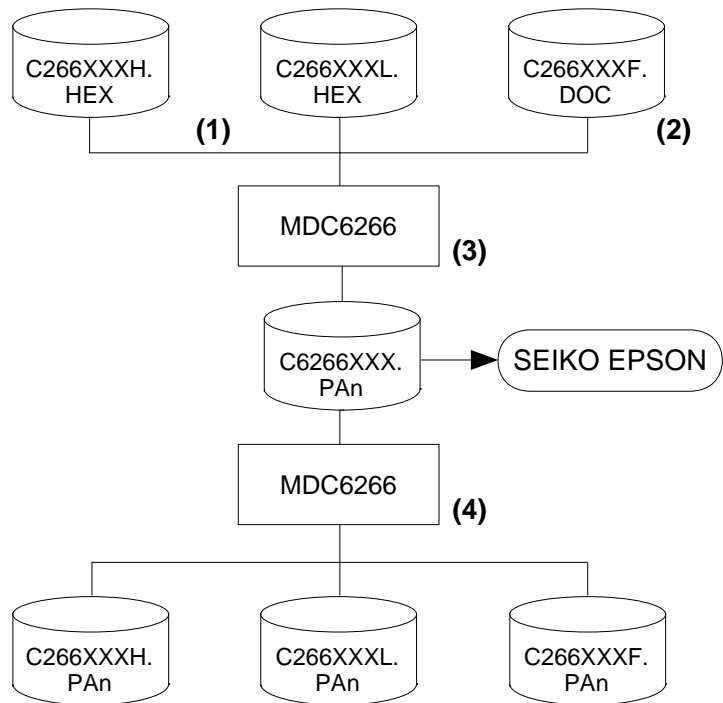 C266XXXH.
HEX
C266XXXL.
HEX
C266XXXF.
DOC
(1)
(2)
MDC6266
(3)
C6266XXX.
PAn
SEIKO EPSON
MDC6266
(4)
C266XXXH.
PAn
C266XXXL.
PAn
C266XXXF.
PAn